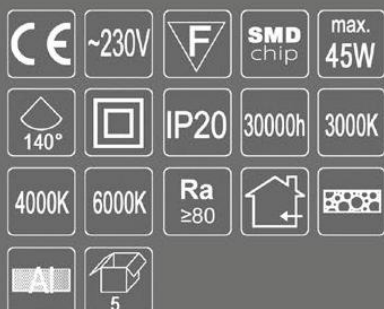 CE
~230V
F
SMD
chip
max.
45W
140°
IP20
30000h
3000K
4000K
6000K
Ra
≥80
Al
5